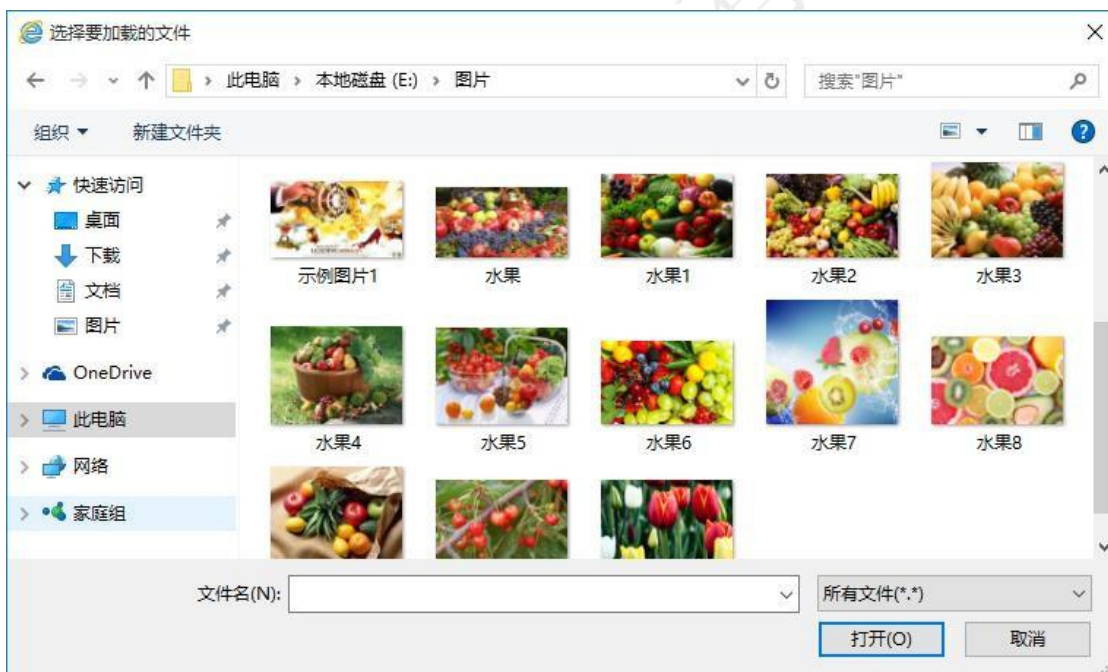 选择要加载的文件
此电脑 › 本地磁盘 (E:) › 图片
搜索"图片"
组织
新建文件夹
快速访问
桌面
下载
文档
图片
OneDrive
此电脑
网络
家庭组
示例图片1 水果 水果1 水果2 水果3
水果4 水果5 水果6 水果7 水果8
文件名(N):
所有文件(*.*)
打开(O) 取消